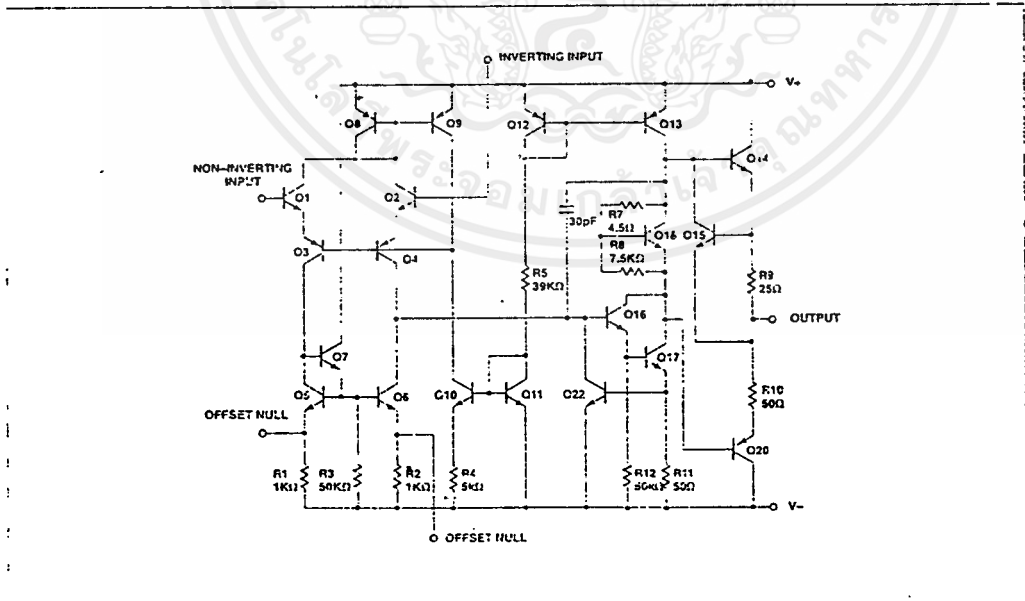 INVERTING INPUT
V+
Q8
Q9
Q12
Q13
Q14
NON-INVERTING
INPUT
Q1
Q2
30pF
R7
4.5Ω
Q16
Q15
R8
7.5KΩ
Q3
Q4
R5
39KΩ
R9
25Ω
Q16
OUTPUT
Q7
Q17
Q5
Q6
Q10
Q11
Q22
R10
50Ω
OFFSET NULL
Q20
R1
1KΩ
R3
50KΩ
R2
1KΩ
R4
5kΩ
R12
50kΩ
R11
50Ω
V-
OFFSET NULL